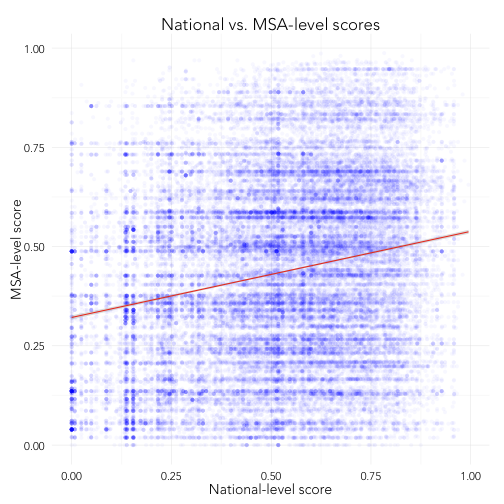 National vs. MSA-level scores
1.00
0.75
0.50
0.25
0.00
MSA-level score
0.00 0.25 0.50 0.75 1.00
National-level score